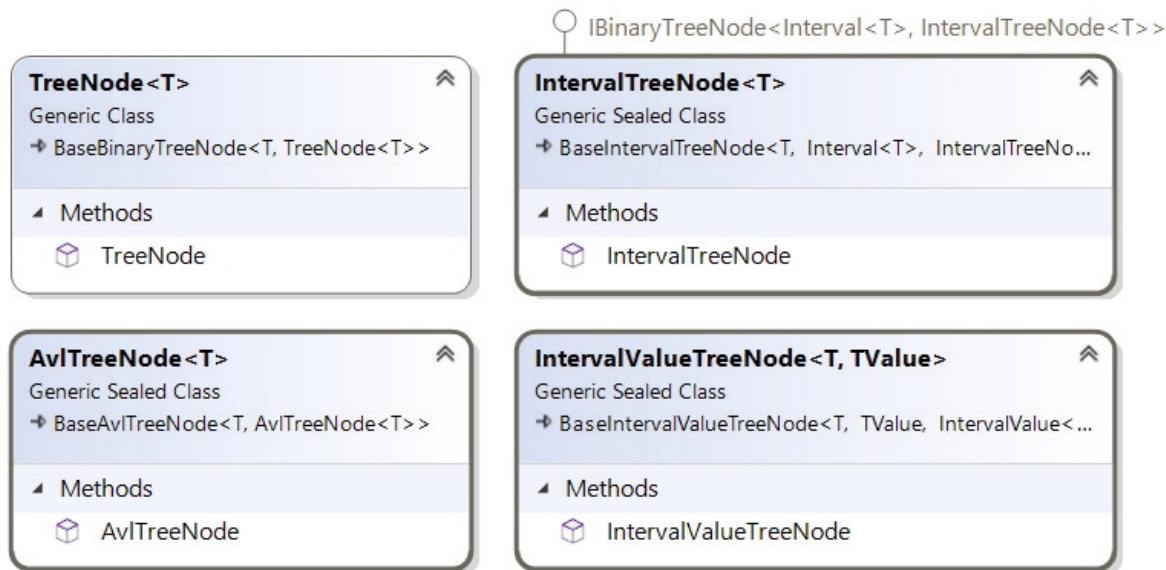 IBinaryTreeNode<Interval<T>, IntervalTreeNode<T>>
TreeNode<T>
Generic Class
BaseBinaryTreeNode<T, TreeNode<T>>
Methods
TreeNode
IntervalTreeNode<T>
Generic Sealed Class
BaseIntervalTreeNode<T, Interval<T>, IntervalTreeNo...
Methods
IntervalTreeNode
AvlTreeNode<T>
Generic Sealed Class
BaseAvlTreeNode<T, AvlTreeNode<T>>
Methods
AvlTreeNode
IntervalValueTreeNode<T, TValue>
Generic Sealed Class
BaseIntervalValueTreeNode<T, TValue, IntervalValue<...
Methods
IntervalValueTreeNode